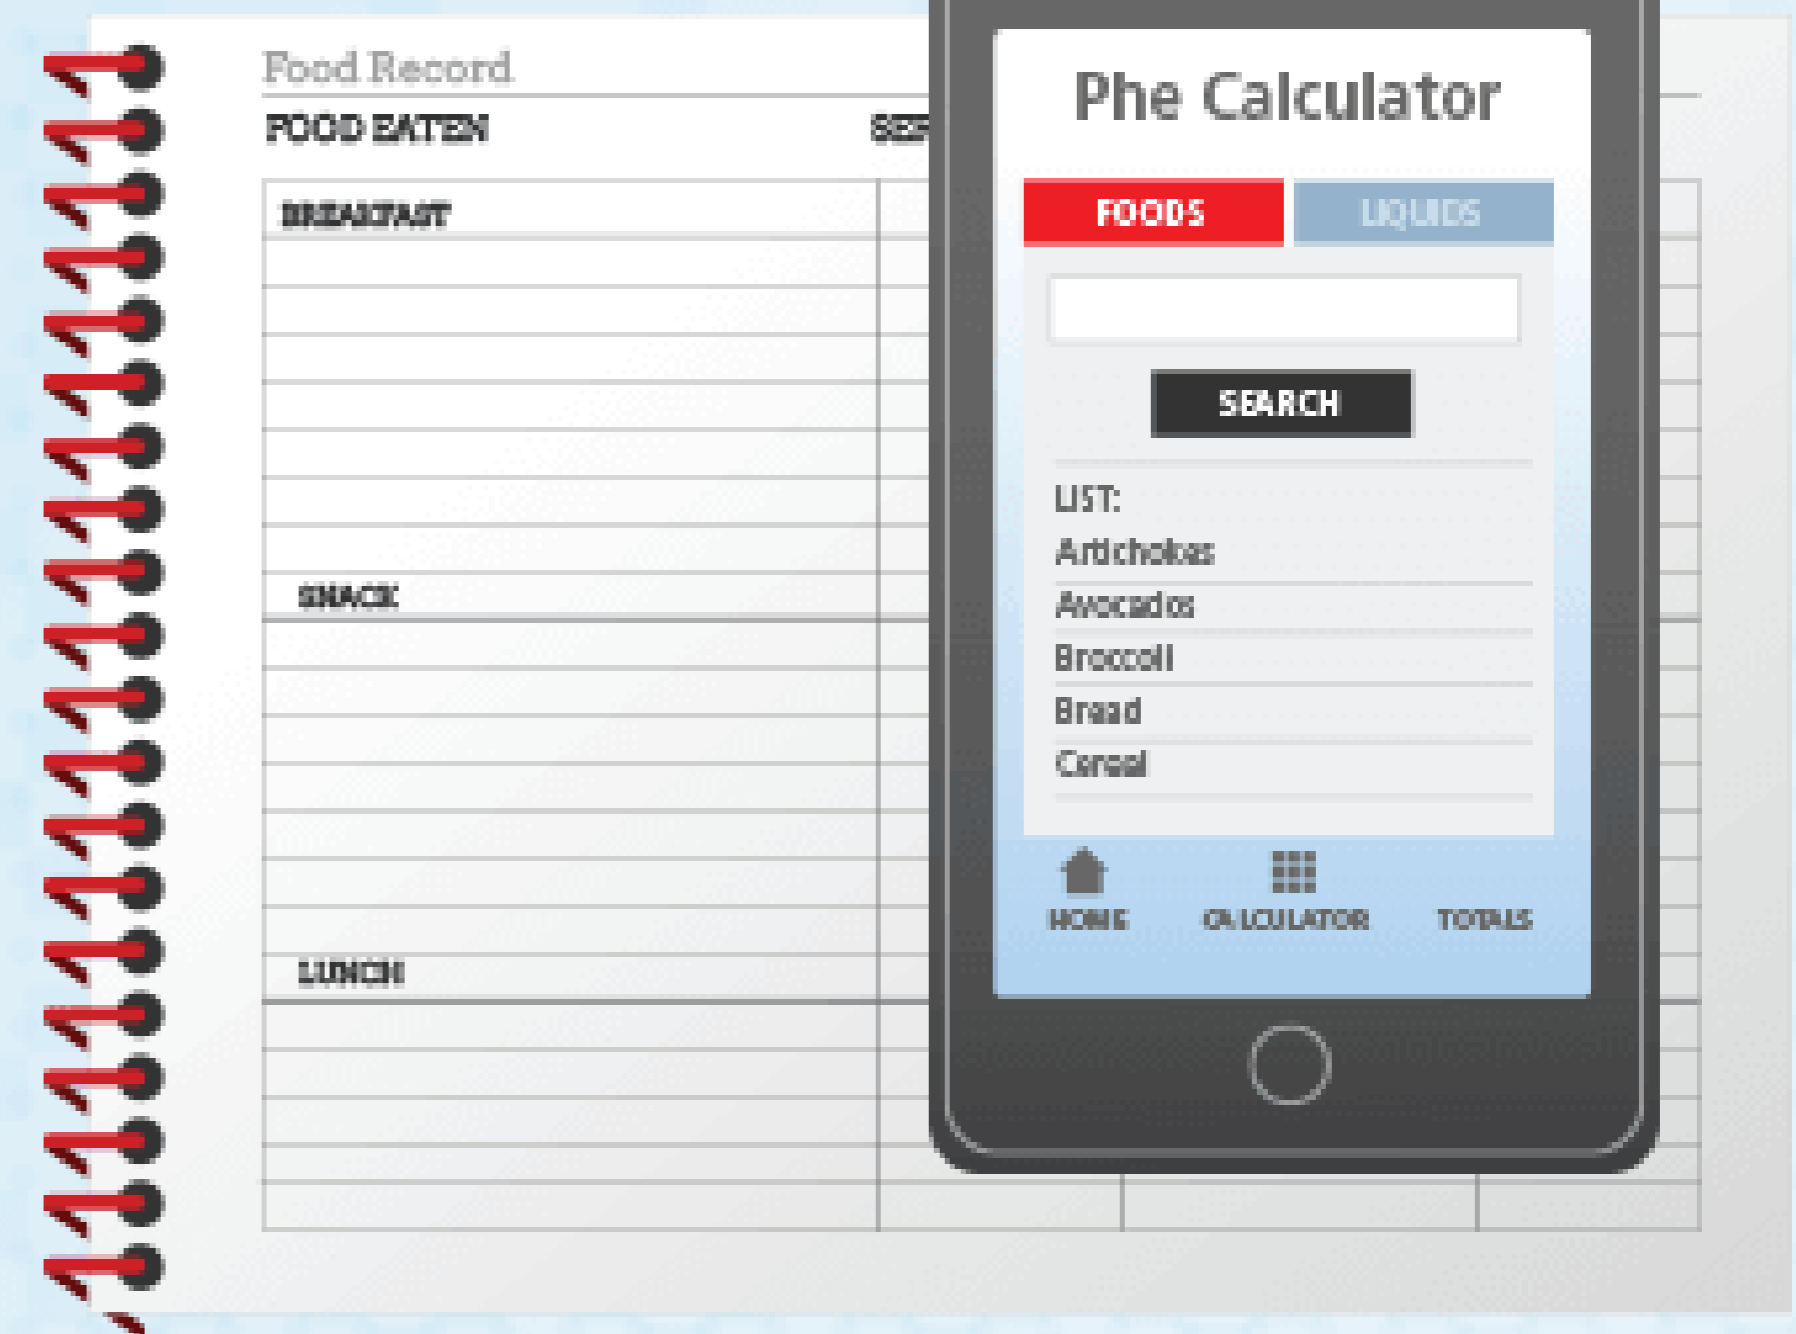 Food Record
FOOD EATEN
SER
BREAKFAST
SNACK
LUNCH
Phe Calculator
FOODS
LIQUIDS
SEARCH
LIST:
Artichokes
Avocados
Broccoli
Bread
Cereal
HOME
CALCULATOR
TOTALS